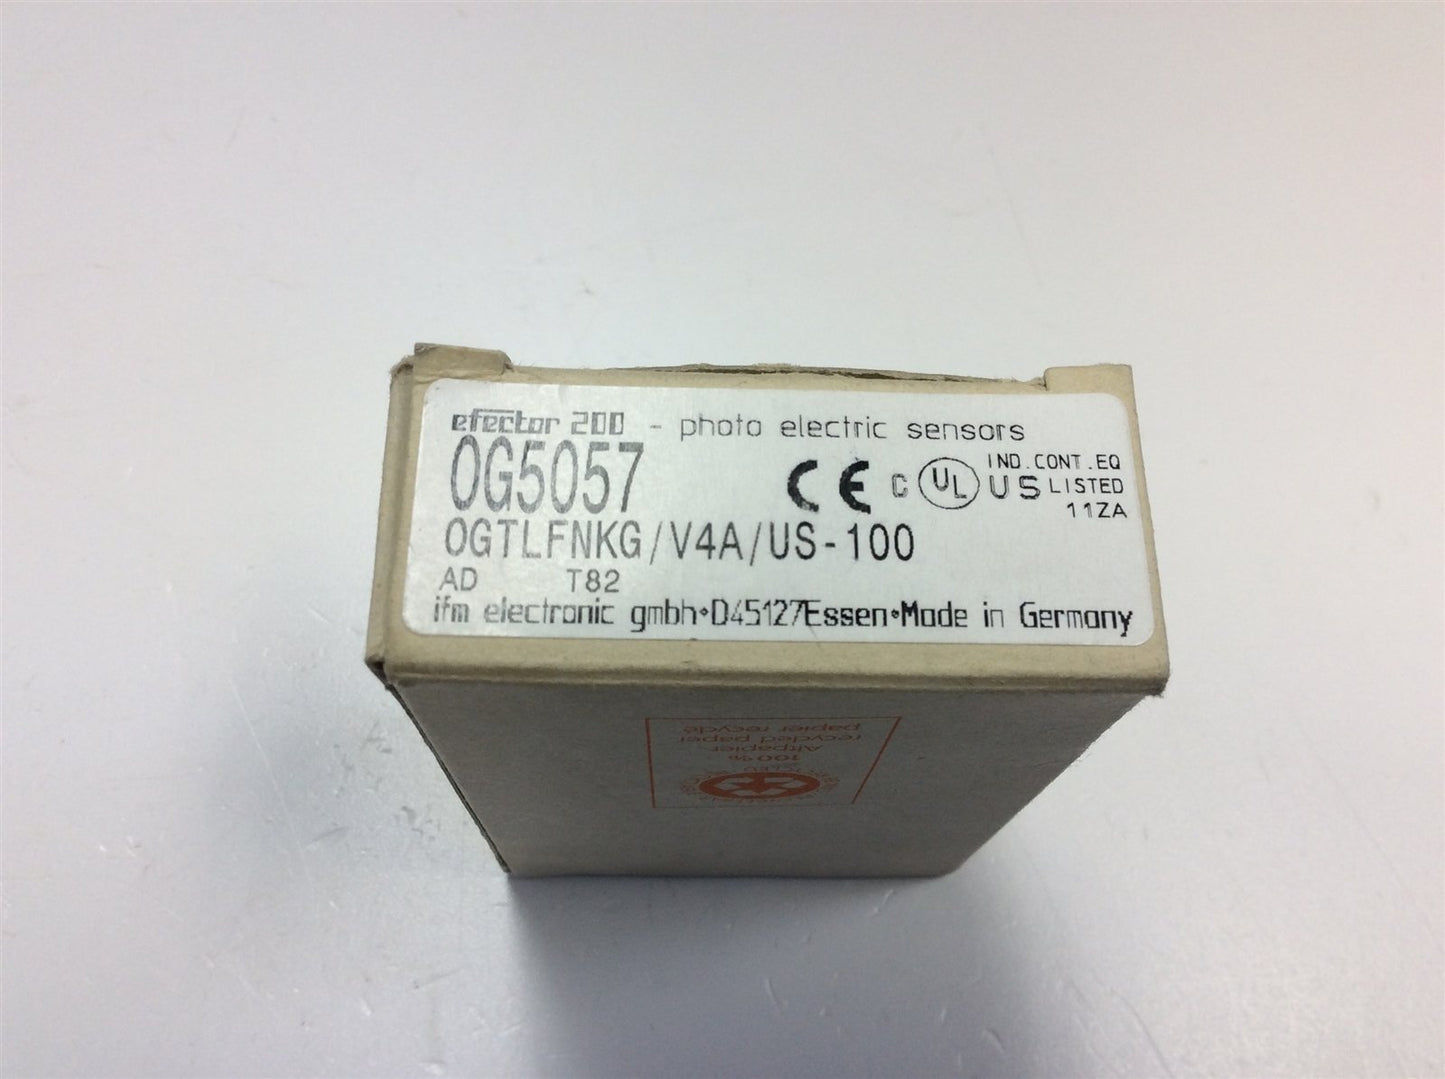 efector 200 - photo electric sensors
OG5057
CE C UL US IND.CONT.EQ
LISTED
11ZA
OGTLFNKG/V4A/US-100
AD T82
ifm electronic gmbh•D45127Essen•Made in Germany
papier recyclé
recycled paper
Altpapier
100%